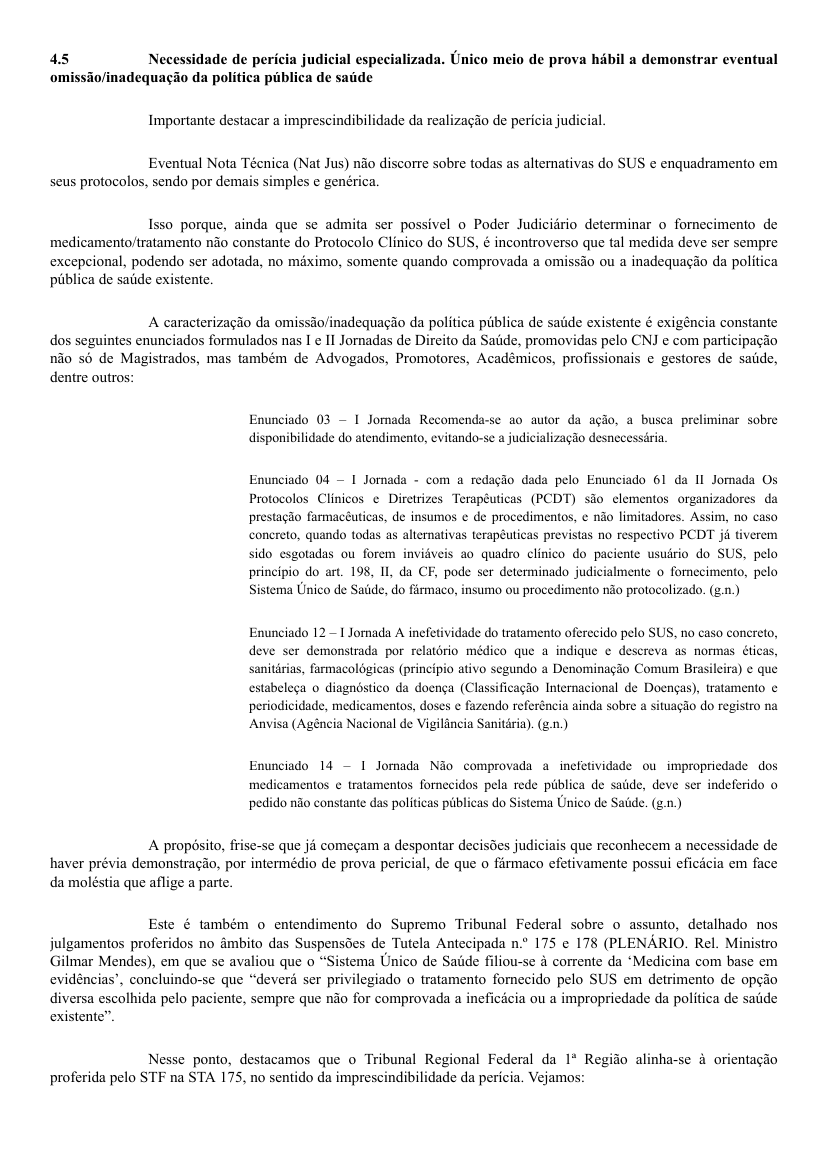 4.5 Necessidade de perícia judicial especializada. Único meio de prova hábil a demonstrar eventual
omissão/inadequação da política pública de saúde
Importante destacar a imprescindibilidade da realização de perícia judicial.
Eventual Nota Técnica (Nat Jus) não discorre sobre todas as alternativas do SUS e enquadramento em
seus protocolos, sendo por demais simples e genérica.
Isso porque, ainda que se admita ser possível o Poder Judiciário determinar o fornecimento de
medicamento/tratamento não constante do Protocolo Clínico do SUS, é incontroverso que tal medida deve ser sempre
excepcional, podendo ser adotada, no máximo, somente quando comprovada a omissão ou a inadequação da política
pública de saúde existente.
A caracterização da omissão/inadequação da política pública de saúde existente é exigência constante
dos seguintes enunciados formulados nas I e II Jornadas de Direito da Saúde, promovidas pelo CNJ e com participação
não só de Magistrados, mas também de Advogados, Promotores, Acadêmicos, profissionais e gestores de saúde,
dentre outros:
Enunciado 03 – I Jornada Recomenda-se ao autor da ação, a busca preliminar sobre
disponibilidade do atendimento, evitando-se a judicialização desnecessária.
Enunciado 04 – I Jornada - com a redação dada pelo Enunciado 61 da II Jornada Os
Protocolos Clínicos e Diretrizes Terapêuticas (PCDT) são elementos organizadores da
prestação farmacêuticas, de insumos e de procedimentos, e não limitadores. Assim, no caso
concreto, quando todas as alternativas terapêuticas previstas no respectivo PCDT já tiverem
sido esgotadas ou forem inviáveis ao quadro clínico do paciente usuário do SUS, pelo
princípio do art. 198, II, da CF, pode ser determinado judicialmente o fornecimento, pelo
Sistema Único de Saúde, do fármaco, insumo ou procedimento não protocolizado. (g.n.)
Enunciado 12 – I Jornada A inefetividade do tratamento oferecido pelo SUS, no caso concreto,
deve ser demonstrada por relatório médico que a indique e descreva as normas éticas,
sanitárias, farmacológicas (princípio ativo segundo a Denominação Comum Brasileira) e que
estabeleça o diagnóstico da doença (Classificação Internacional de Doenças), tratamento e
periodicidade, medicamentos, doses e fazendo referência ainda sobre a situação do registro na
Anvisa (Agência Nacional de Vigilância Sanitária). (g.n.)
Enunciado 14 – I Jornada Não comprovada a inefetividade ou impropriedade dos
medicamentos e tratamentos fornecidos pela rede pública de saúde, deve ser indeferido o
pedido não constante das políticas públicas do Sistema Único de Saúde. (g.n.)
A propósito, frise-se que já começam a despontar decisões judiciais que reconhecem a necessidade de
haver prévia demonstração, por intermédio de prova pericial, de que o fármaco efetivamente possui eficácia em face
da moléstia que aflige a parte.
Este é também o entendimento do Supremo Tribunal Federal sobre o assunto, detalhado nos
julgamentos proferidos no âmbito das Suspensões de Tutela Antecipada n.º 175 e 178 (PLENÁRIO. Rel. Ministro
Gilmar Mendes), em que se avaliou que o “Sistema Único de Saúde filiou-se à corrente da ‘Medicina com base em
evidências’, concluindo-se que “deverá ser privilegiado o tratamento fornecido pelo SUS em detrimento de opção
diversa escolhida pelo paciente, sempre que não for comprovada a ineficácia ou a impropriedade da política de saúde
existente”.
Nesse ponto, destacamos que o Tribunal Regional Federal da 1ª Região alinha-se à orientação
proferida pelo STF na STA 175, no sentido da imprescindibilidade da perícia. Vejamos: